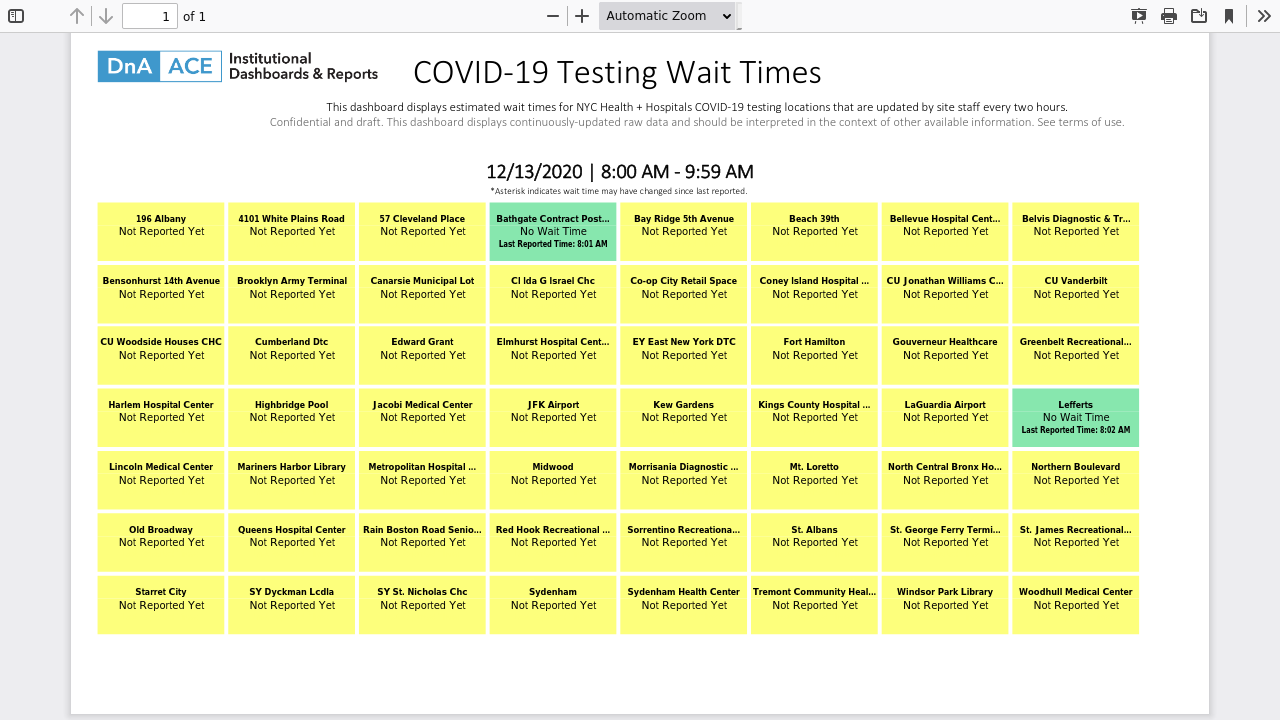 1 of 1 Automatic Zoom
DnA ACE Institutional
Dashboards & Reports
COVID-19 Testing Wait Times
This dashboard displays estimated wait times for NYC Health + Hospitals COVID-19 testing locations that are updated by site staff every two hours.
Confidential and draft. This dashboard displays continuously-updated raw data and should be interpreted in the context of other available information. See terms of use.
12/13/2020 | 8:00 AM - 9:59 AM
*Asterisk indicates wait time may have changed since last reported.
196 Albany 4101 White Plains Road 57 Cleveland Place Bathgate Contract Post... Bay Ridge 5th Avenue Beach 39th Bellevue Hospital Cent... Belvis Diagnostic & Tr...
Not Reported Yet Not Reported Yet Not Reported Yet No Wait Time Not Reported Yet Not Reported Yet Not Reported Yet Not Reported Yet
Last Reported Time: 8:01 AM
Bensonhurst 14th Avenue Brooklyn Army Terminal Canarsie Municipal Lot CI Ida G Israel Chc Co-op City Retail Space Coney Island Hospital ... CU Jonathan Williams C... CU Vanderbilt
Not Reported Yet Not Reported Yet Not Reported Yet Not Reported Yet Not Reported Yet Not Reported Yet Not Reported Yet Not Reported Yet
CU Woodside Houses CHC Cumberland Dtc Edward Grant Elmhurst Hospital Cent... EY East New York DTC Fort Hamilton Gouverneur Healthcare Greenbelt Recreational...
Not Reported Yet Not Reported Yet Not Reported Yet Not Reported Yet Not Reported Yet Not Reported Yet Not Reported Yet Not Reported Yet
Harlem Hospital Center Highbridge Pool Jacobi Medical Center JFK Airport Kew Gardens Kings County Hospital ... LaGuardia Airport Lefferts
Not Reported Yet Not Reported Yet Not Reported Yet Not Reported Yet Not Reported Yet Not Reported Yet Not Reported Yet No Wait Time
Last Reported Time: 8:02 AM
Lincoln Medical Center Mariners Harbor Library Metropolitan Hospital ... Midwood Morrisania Diagnostic ... Mt. Loretto North Central Bronx Ho... Northern Boulevard
Not Reported Yet Not Reported Yet Not Reported Yet Not Reported Yet Not Reported Yet Not Reported Yet Not Reported Yet Not Reported Yet
Old Broadway Queens Hospital Center Rain Boston Road Senio... Red Hook Recreational ... Sorrentino Recreationa... St. Albans St. George Ferry Termi... St. James Recreational...
Not Reported Yet Not Reported Yet Not Reported Yet Not Reported Yet Not Reported Yet Not Reported Yet Not Reported Yet Not Reported Yet
Starret City SY Dyckman Lcdla SY St. Nicholas Chc Sydenham Sydenham Health Center Tremont Community Heal... Windsor Park Library Woodhull Medical Center
Not Reported Yet Not Reported Yet Not Reported Yet Not Reported Yet Not Reported Yet Not Reported Yet Not Reported Yet Not Reported Yet